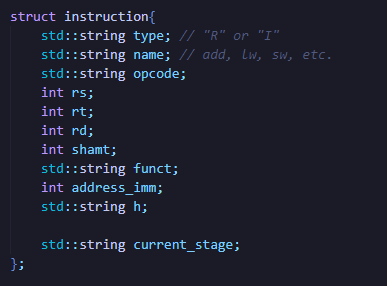 struct instruction{
    std::string type; // "R" or "I"
    std::string name; // add, lw, sw, etc.
    std::string opcode;
    int rs;
    int rt;
    int rd;
    int shamt;
    std::string funct;
    int address_imm;
    std::string h;

    std::string current_stage;
};